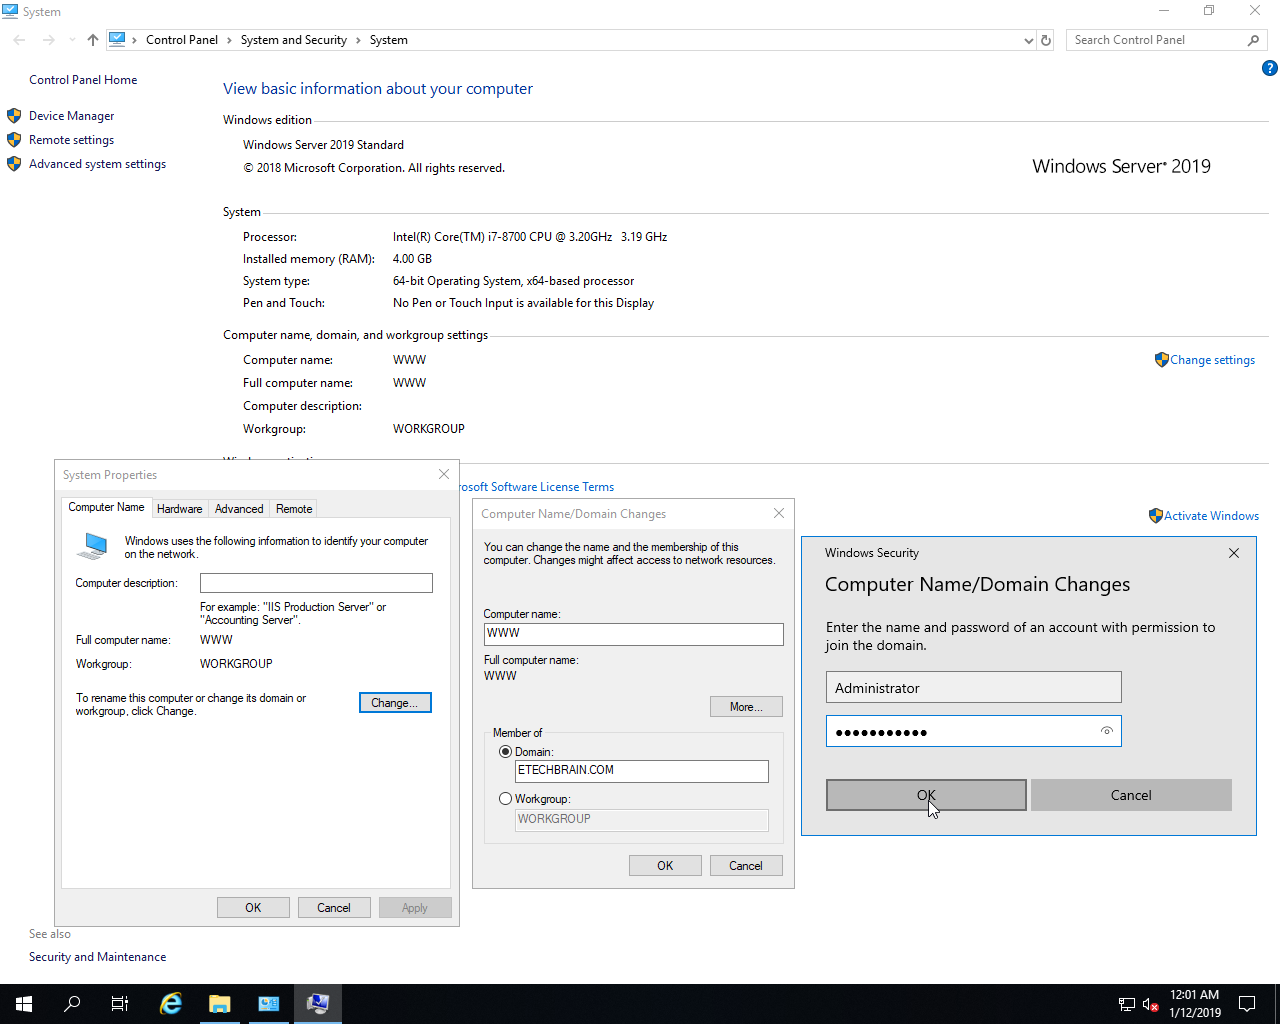 System
Control Panel > System and Security > System
Search Control Panel
Control Panel Home
Device Manager
Remote settings
Advanced system settings
View basic information about your computer
Windows edition
Windows Server 2019 Standard
© 2018 Microsoft Corporation. All rights reserved.
Windows Server 2019
System
Processor: Intel(R) Core(TM) i7-8700 CPU @ 3.20GHz 3.19 GHz
Installed memory (RAM): 4.00 GB
System type: 64-bit Operating System, x64-based processor
Pen and Touch: No Pen or Touch Input is available for this Display
Computer name, domain, and workgroup settings
Computer name: WWW
Change settings
Full computer name: WWW
Computer description:
Workgroup: WORKGROUP
rosoft Software License Terms
Activate Windows
System Properties
Computer Name
Hardware
Advanced
Remote
Windows uses the following information to identify your computer
on the network.
Computer description:
For example: "IIS Production Server" or
"Accounting Server".
Full computer name: WWW
Workgroup: WORKGROUP
To rename this computer or change its domain or
workgroup, click Change.
Change...
OK
Cancel
Apply
Computer Name/Domain Changes
You can change the name and the membership of this
computer. Changes might affect access to network resources.
Computer name:
WWW
Full computer name:
WWW
More...
Member of
Domain:
ETECHBRAIN.COM
Workgroup:
WORKGROUP
OK
Cancel
Windows Security
Computer Name/Domain Changes
Enter the name and password of an account with permission to
join the domain.
Administrator
OK
Cancel
See also
Security and Maintenance
12:01 AM
1/12/2019